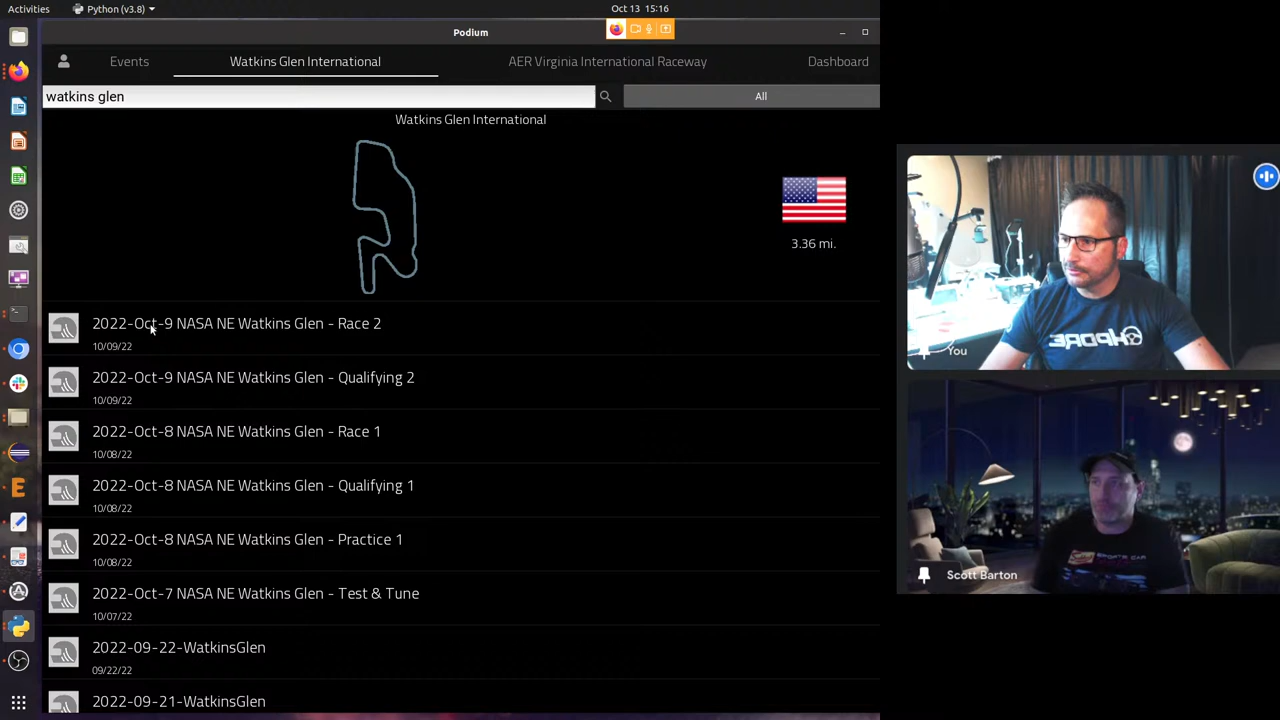 Activities
Python (v3.8)
Oct 13 15:16
Podium
Events
Watkins Glen International
AER Virginia International Raceway
Dashboard
watkins glen
All
Watkins Glen International
3.36 mi.
2022-Oct-9 NASA NE Watkins Glen - Race 2
10/09/22
2022-Oct-9 NASA NE Watkins Glen - Qualifying 2
10/09/22
2022-Oct-8 NASA NE Watkins Glen - Race 1
10/08/22
2022-Oct-8 NASA NE Watkins Glen - Qualifying 1
10/08/22
2022-Oct-8 NASA NE Watkins Glen - Practice 1
10/08/22
2022-Oct-7 NASA NE Watkins Glen - Test & Tune
10/07/22
2022-09-22-WatkinsGlen
09/22/22
2022-09-21-WatkinsGlen
You
Scott Barton